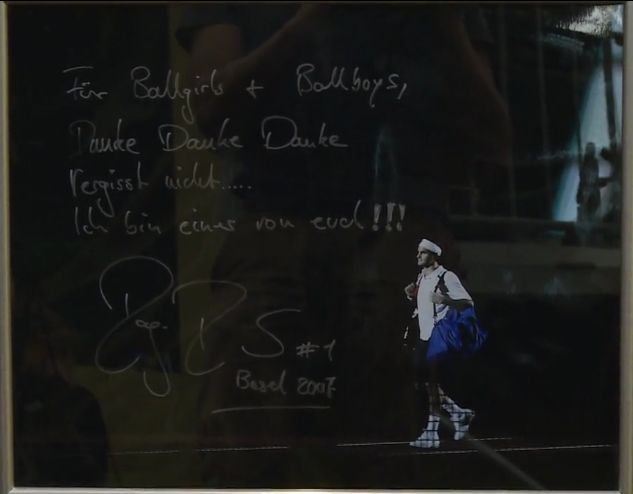 Für Ballgirls + Ballboys,
Danke Danke Danke
Vergisst nicht.....
Ich bin einer von euch!!!
#1
Basel 2007